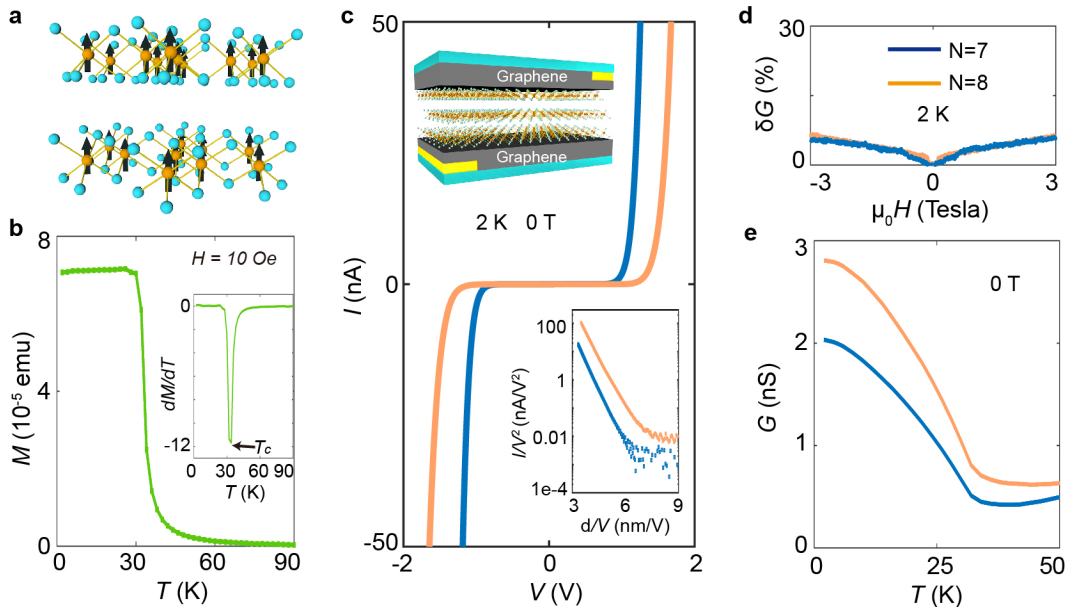 a
b
8
4
0
M (10⁻⁵ emu)
H = 10 Oe
0
-12
dM/dT
Tc
0 30 60 90
T (K)
0 30 60 90
T (K)
c
50
0
-50
I (nA)
Graphene
Graphene
2 K 0 T
100
1
0.01
1e-4
I/V² (nA/V²)
3 6 9
d/V (nm/V)
-2 0 2
V (V)
d
30
0
δG (%)
N=7
N=8
2 K
-3 0 3
μ₀H (Tesla)
e
3
2
1
0
G (nS)
0 T
0 25 50
T (K)